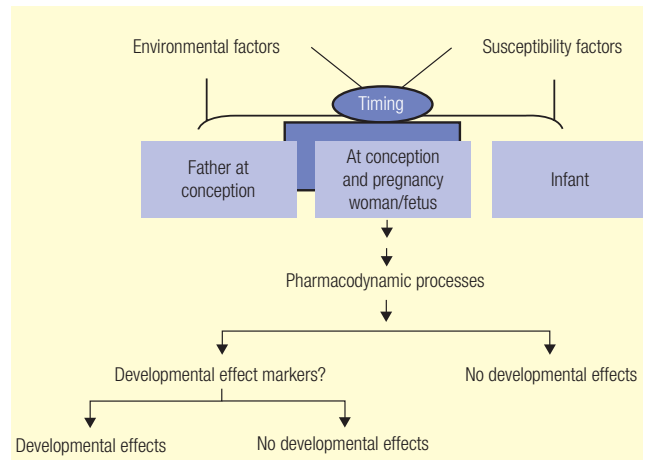 Environmental factors
Susceptibility factors
Timing
Father at
conception
At conception
and pregnancy
woman/fetus
Infant
Pharmacodynamic processes
Developmental effect markers?
No developmental effects
Developmental effects
No developmental effects